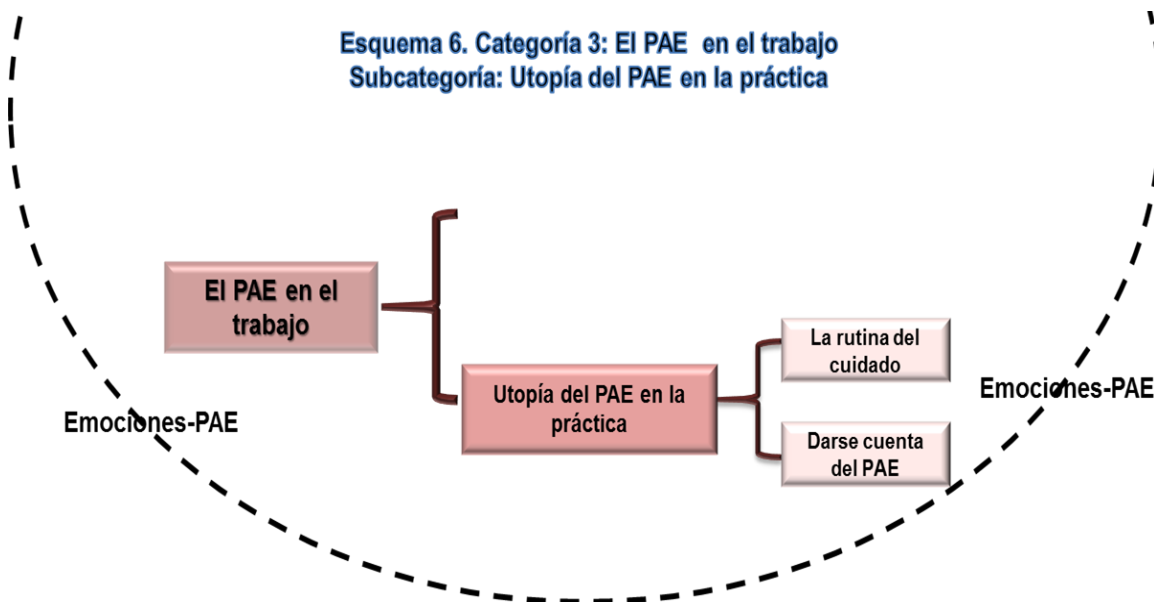 Esquema 6. Categoría 3: El PAE en el trabajo
Subcategoría: Utopía del PAE en la práctica
El PAE en el
trabajo
Utopía del PAE en la
práctica
La rutina del
cuidado
Darse cuenta
del PAE
Emociones-PAE
Emociones-PAE